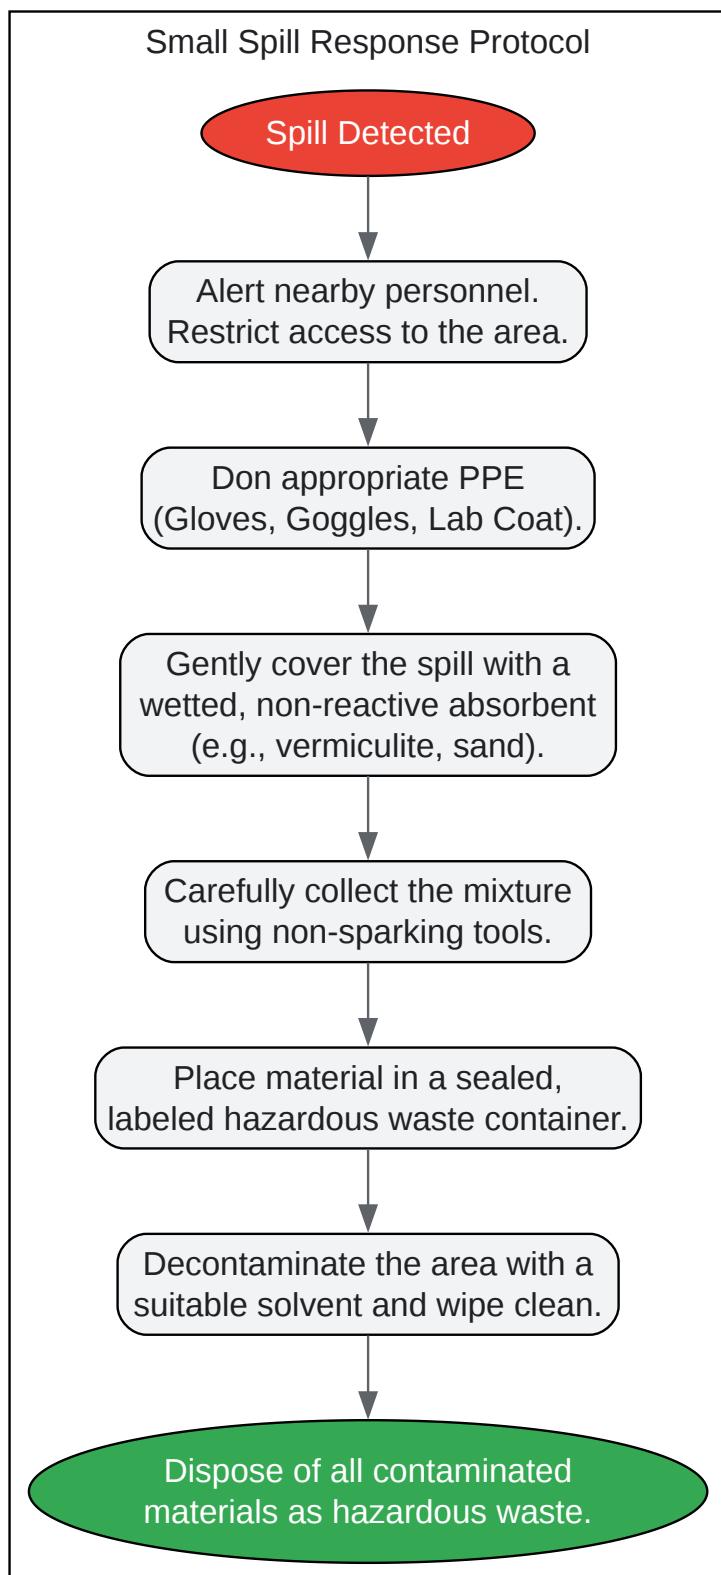 Small Spill Response Protocol
Spill Detected
Alert nearby personnel.
Restrict access to the area.
Don appropriate PPE
(Gloves, Goggles, Lab Coat).
Gently cover the spill with a
wetted, non-reactive absorbent
(e.g., vermiculite, sand).
Carefully collect the mixture
using non-sparking tools.
Place material in a sealed,
labeled hazardous waste container.
Decontaminate the area with a
suitable solvent and wipe clean.
Dispose of all contaminated
materials as hazardous waste.